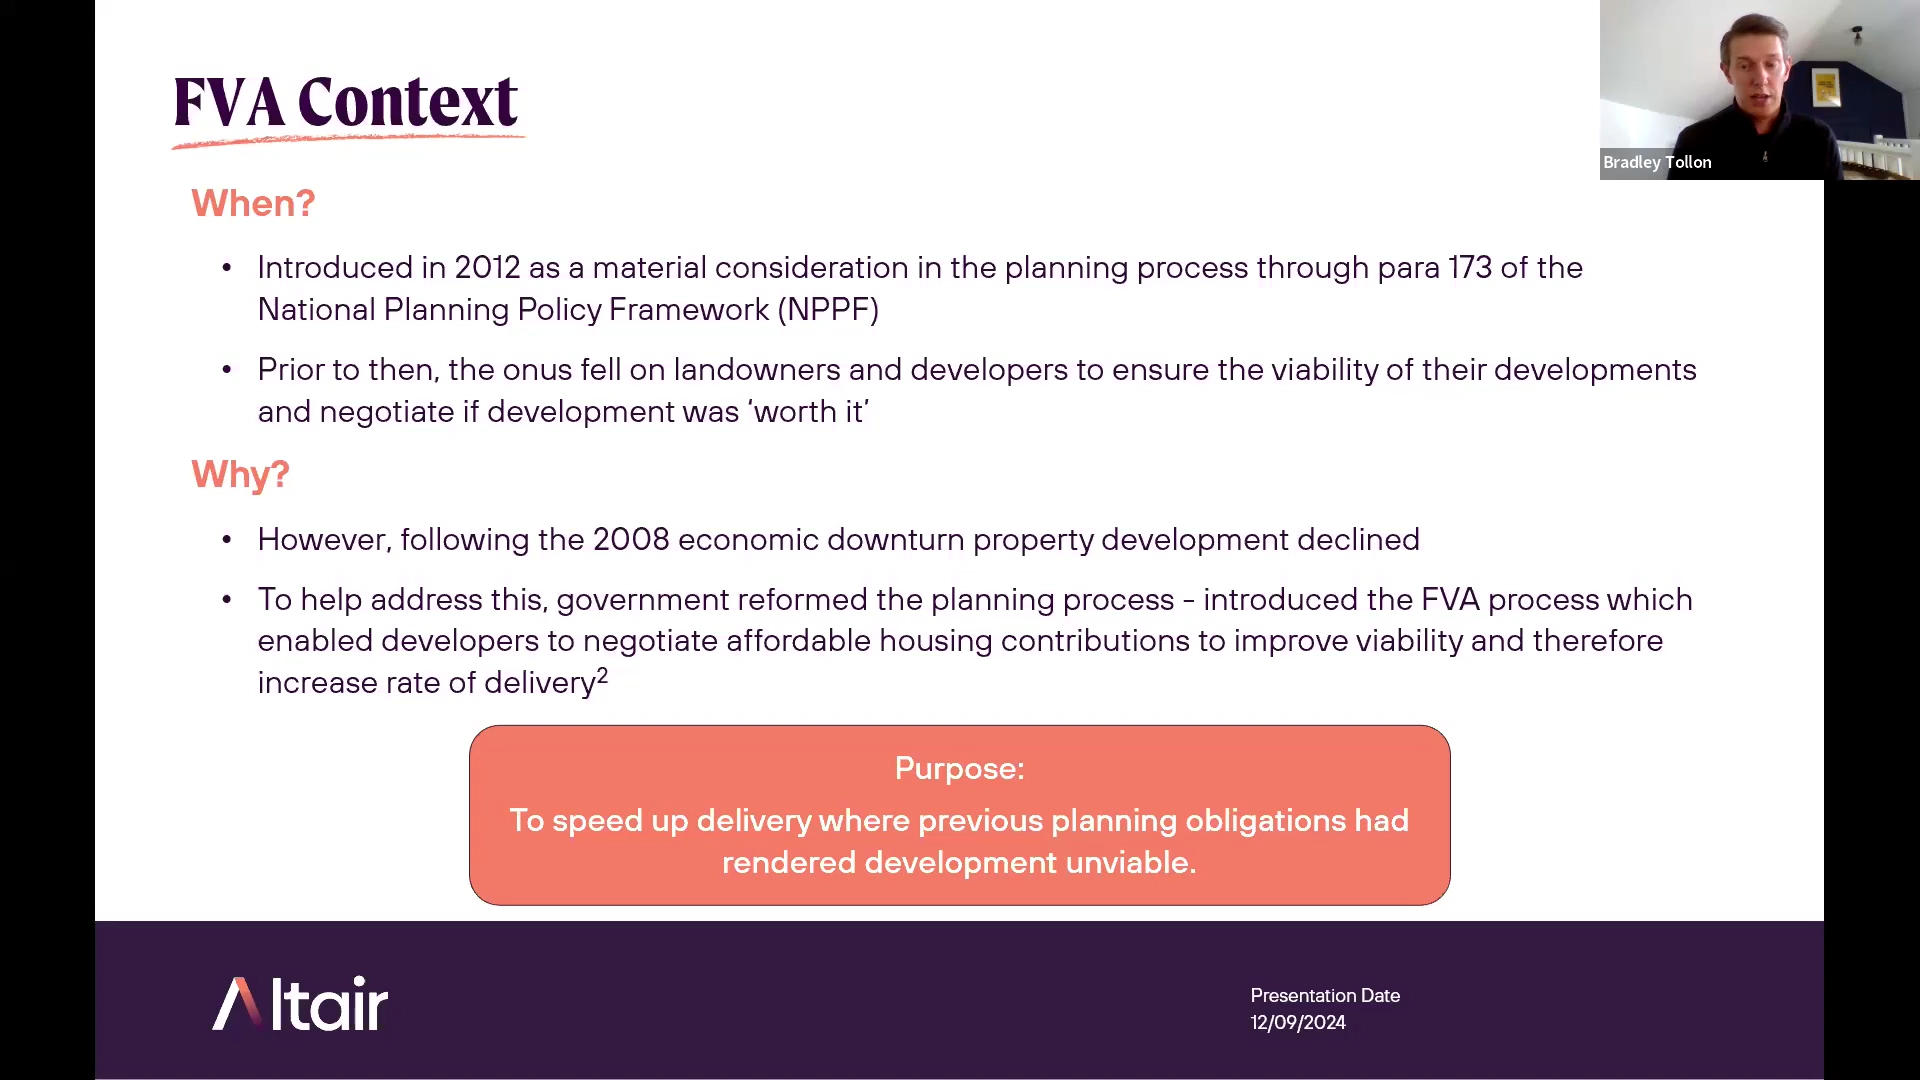 FVA Context
Bradley Tollon
When?
• Introduced in 2012 as a material consideration in the planning process through para 173 of the
National Planning Policy Framework (NPPF)
• Prior to then, the onus fell on landowners and developers to ensure the viability of their developments
and negotiate if development was ‘worth it’
Why?
• However, following the 2008 economic downturn property development declined
• To help address this, government reformed the planning process - introduced the FVA process which
enabled developers to negotiate affordable housing contributions to improve viability and therefore
increase rate of delivery²
Purpose:
To speed up delivery where previous planning obligations had
rendered development unviable.
Altair
Presentation Date
12/09/2024